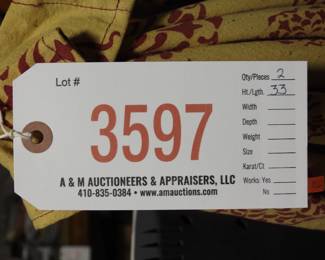 Lot #
3597
A & M AUCTIONEERS & APPRAISERS, LLC
410-835-0384 • www.amauctions.com
Qty/Pieces 2
Ht./Lgth. 33
Width
Depth
Weight
Size
Karat/Ct.
Works: Yes
No